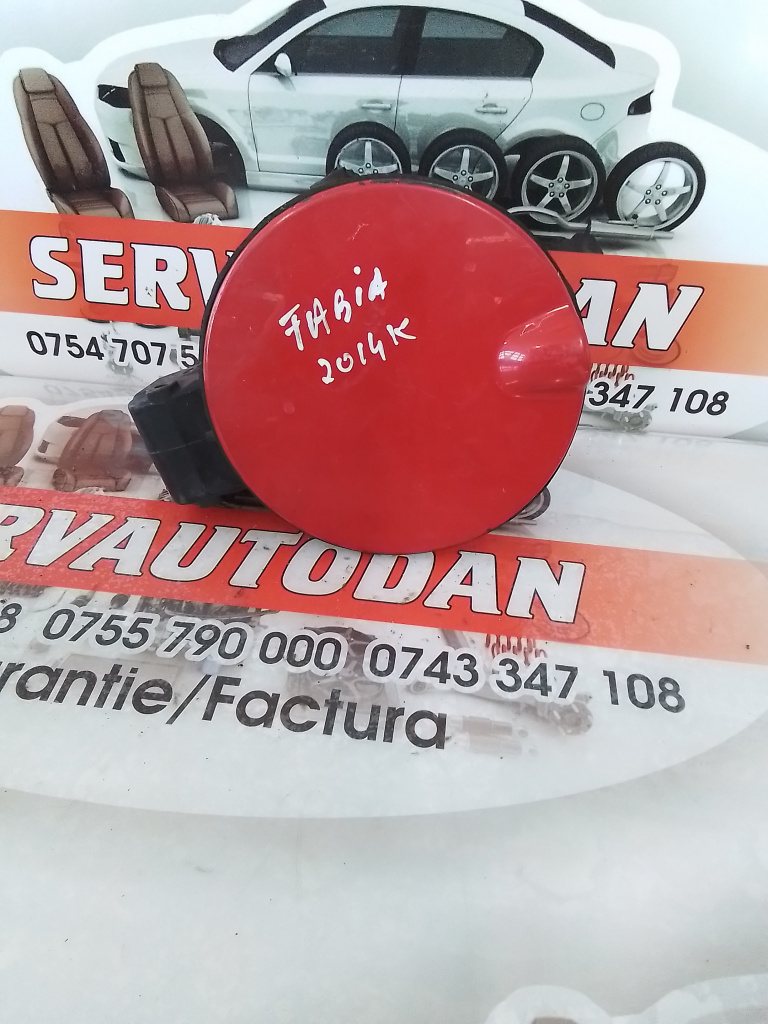 SERV
AN
0754 707 5
347 108
FABIA
2014K
RVAUTODAN
8 0755 790 000 0743 347 108
rantie/Factura